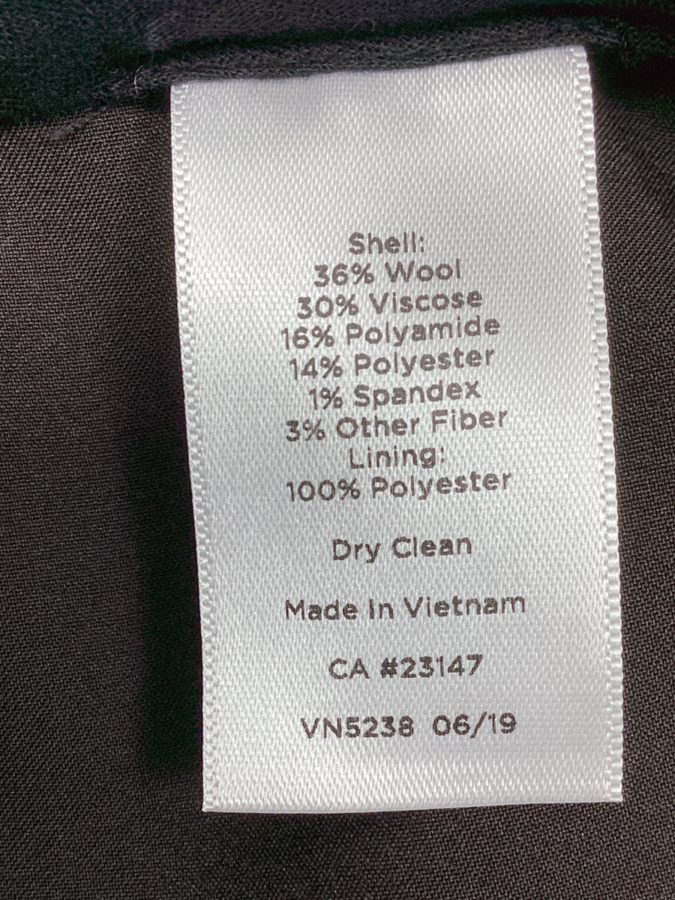 Shell:
36% Wool
30% Viscose
16% Polyamide
14% Polyester
1% Spandex
3% Other Fiber
Lining:
100% Polyester
Dry Clean
Made In Vietnam
CA #23147
VN5238 06/19